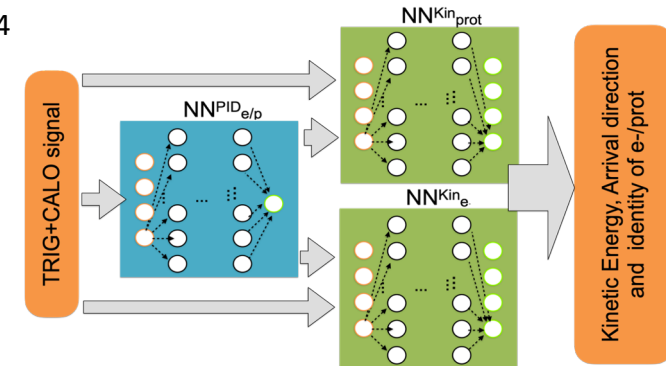 4
NN^Kin_prot
TRIG+CALO signal
NN^PID_e/p
...
...
NN^Kin_e-
...
Kinetic Energy, Arrival direction
and identity of e-/prot